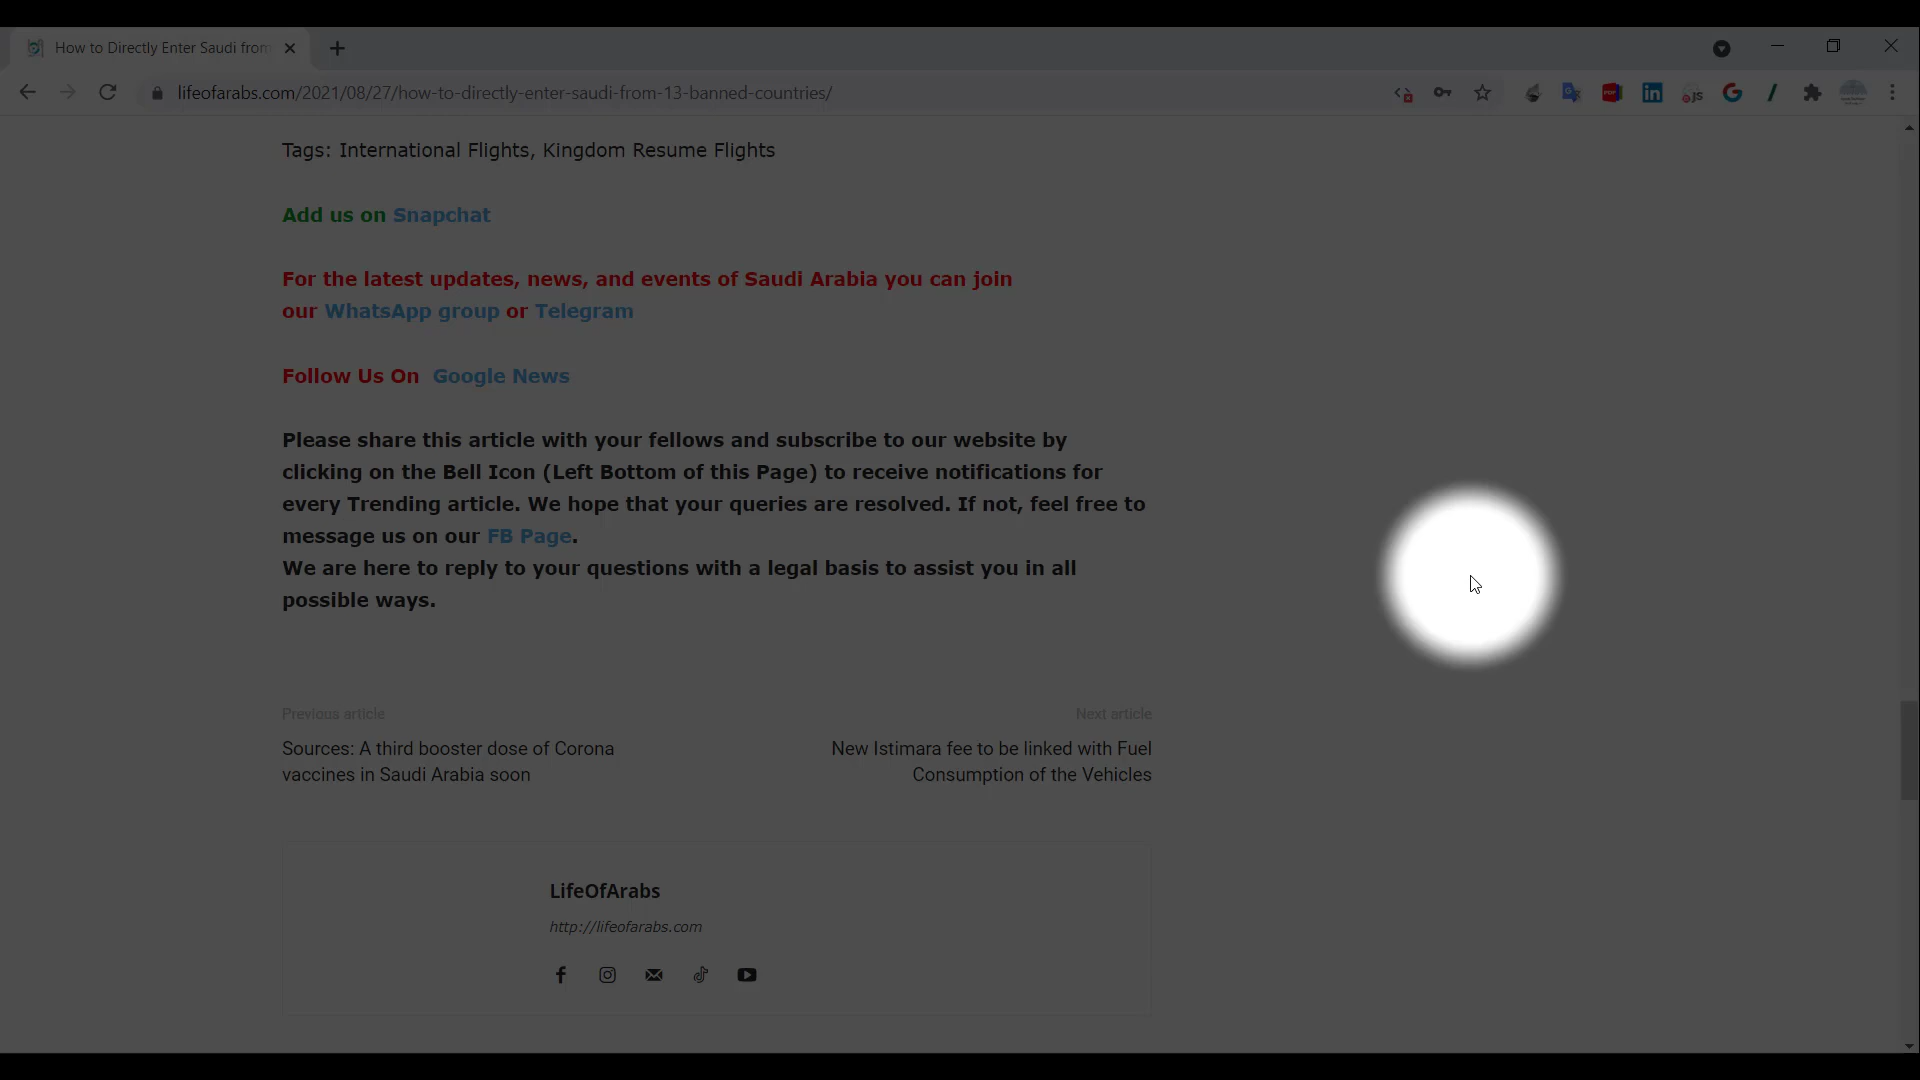 How to Directly Enter Saudi from
lifeofarabs.com/2021/08/27/how-to-directly-enter-saudi-from-13-banned-countries/
Tags: International Flights, Kingdom Resume Flights
Add us on Snapchat
For the latest updates, news, and events of Saudi Arabia you can join
our WhatsApp group or Telegram
Follow Us On Google News
Please share this article with your fellows and subscribe to our website by
clicking on the Bell Icon (Left Bottom of this Page) to receive notifications for
every Trending article. We hope that your queries are resolved. If not, feel free to
message us on our FB Page.
We are here to reply to your questions with a legal basis to assist you in all
possible ways.
Previous article
Sources: A third booster dose of Corona
vaccines in Saudi Arabia soon
Next article
New Istimara fee to be linked with Fuel
Consumption of the Vehicles
LifeOfArabs
http://lifeofarabs.com